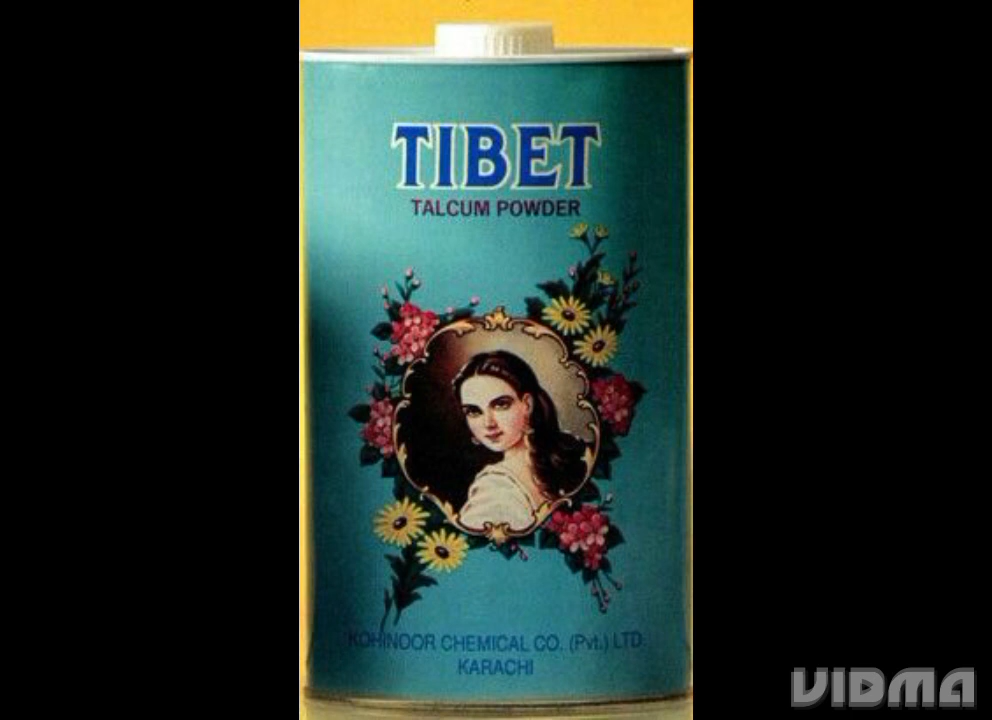 TIBET
TALCUM POWDER
KOHINOOR CHEMICAL CO. (Pvt.) LTD.
KARACHI
VIDMA